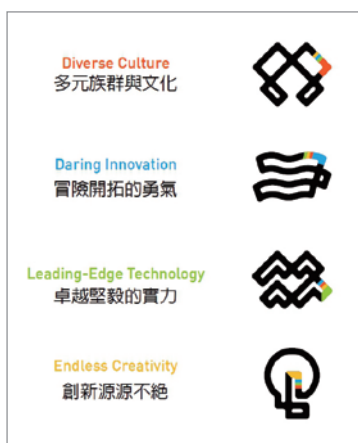 Diverse Culture
多元族群與文化
Daring Innovation
冒險開拓的勇氣
Leading-Edge Technology
卓越堅毅的實力
Endless Creativity
創新源源不絕